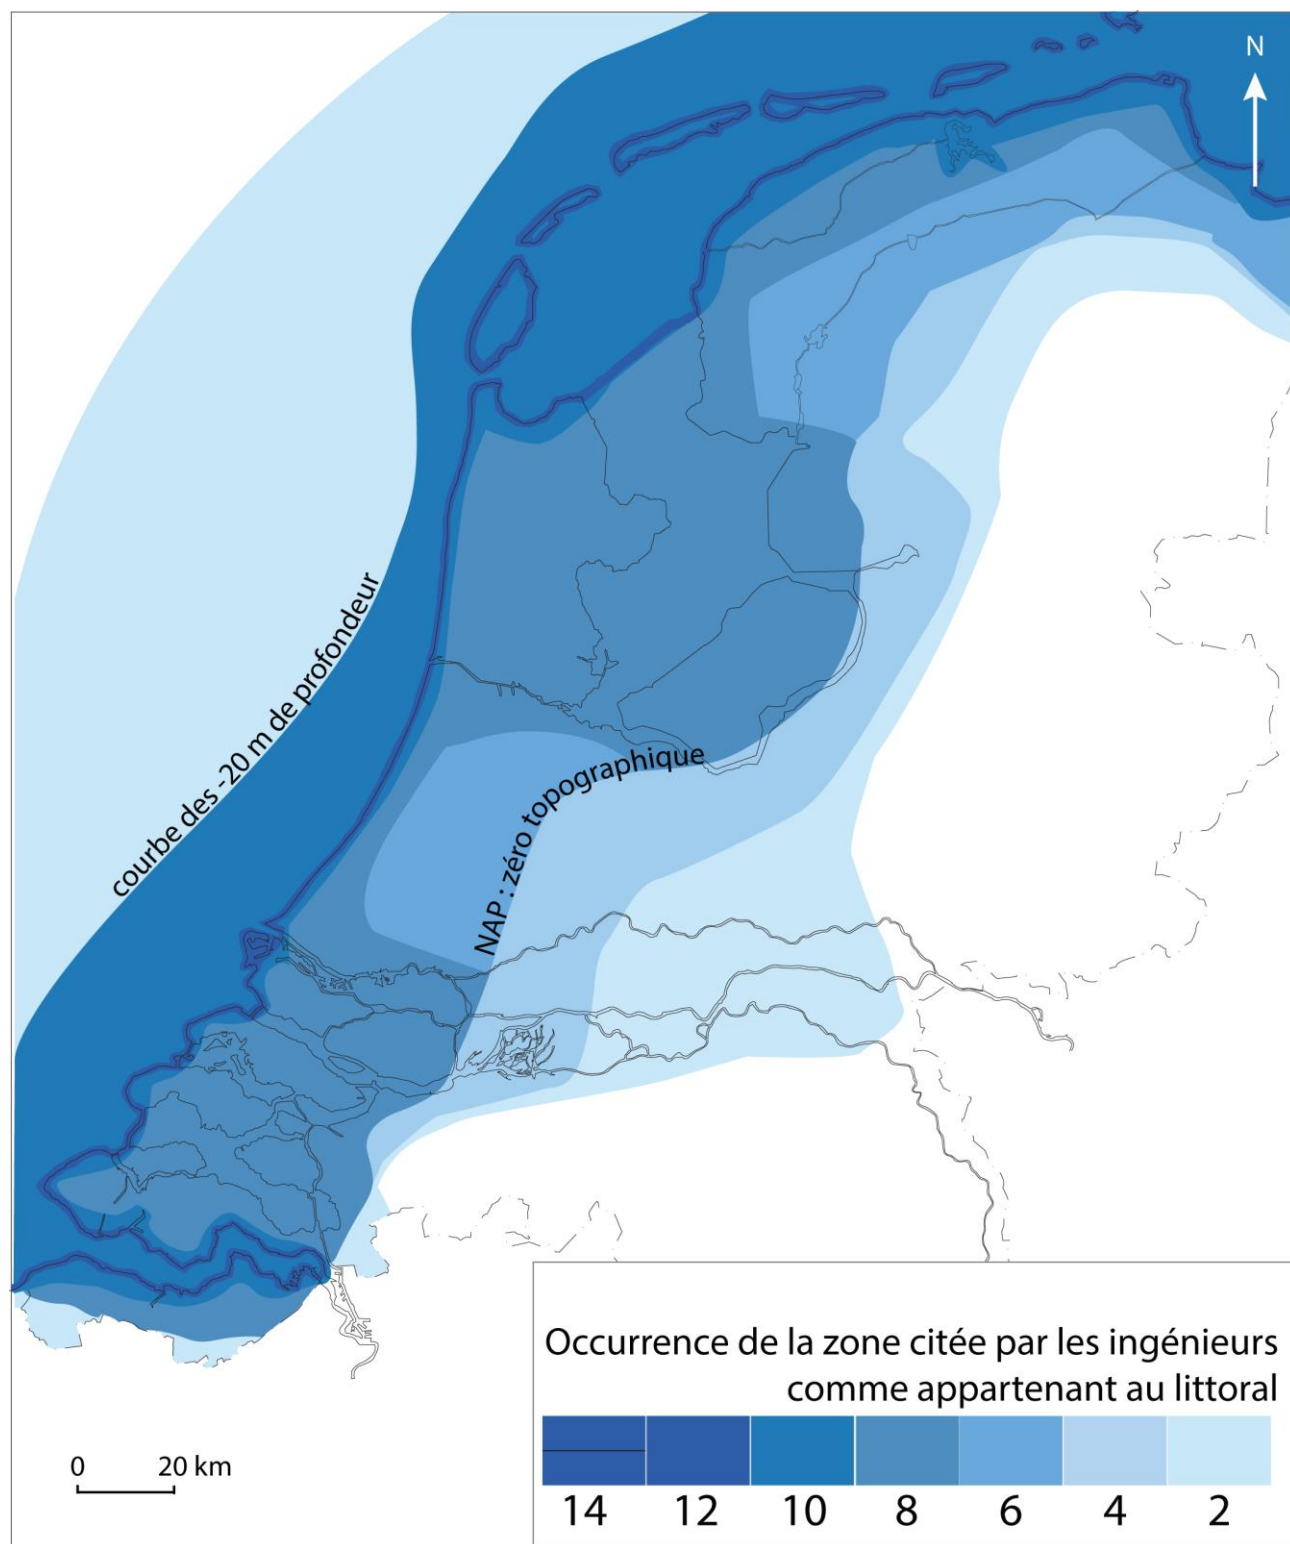 N
courbe des -20 m de profondeur
NAP : zéro topographique
Occurrence de la zone citée par les ingénieurs
comme appartenant au littoral
14 12 10 8 6 4 2
0 20 km